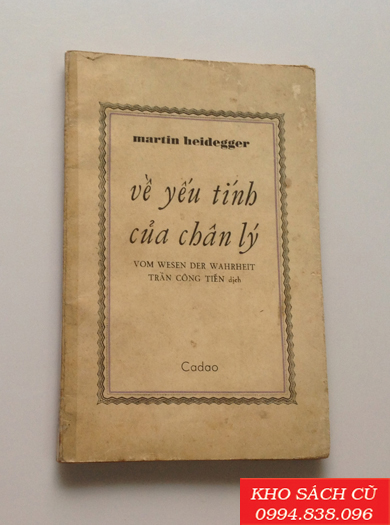 martin heidegger
về yếu tính
của chân lý
VOM WESEN DER WAHRHEIT
TRẦN CÔNG TIẾN dịch
Cadao
KHO SÁCH CŨ
0994.838.096